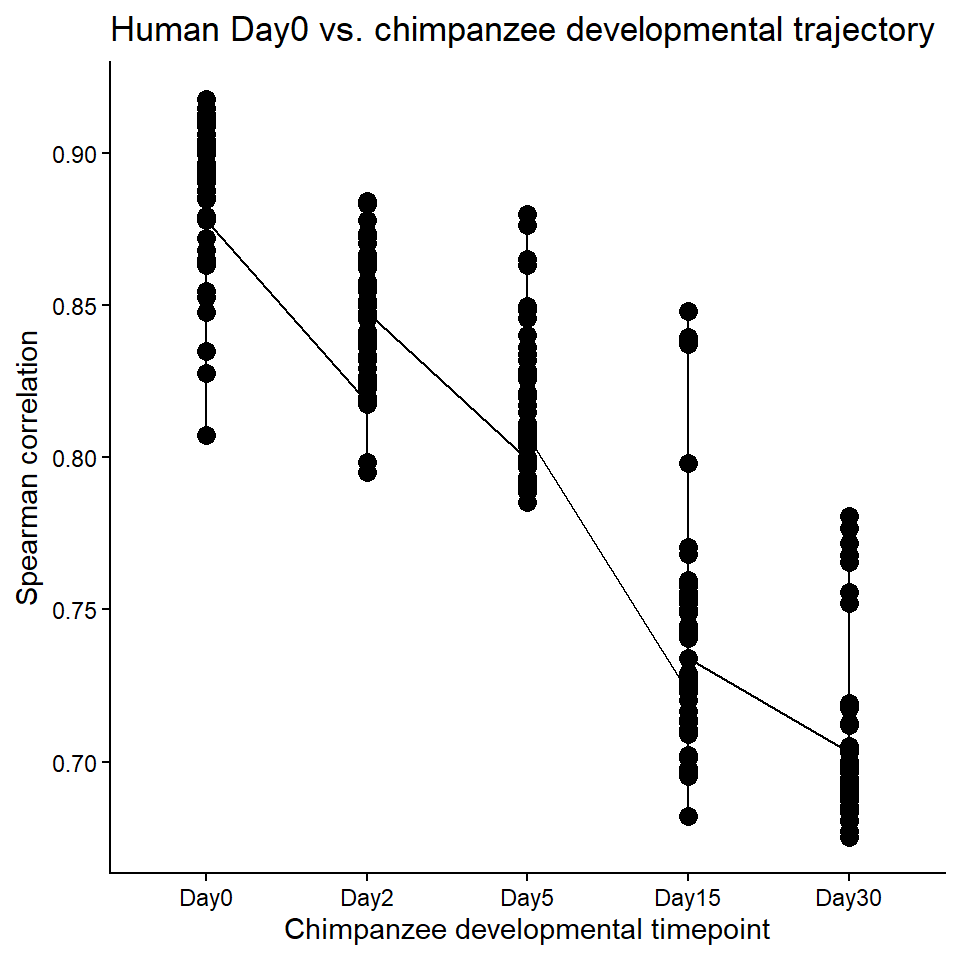 Human Day0 vs. chimpanzee developmental trajectory
Spearman correlation
0.90
0.85
0.80
0.75
0.70
Day0 Day2 Day5 Day15 Day30
Chimpanzee developmental timepoint